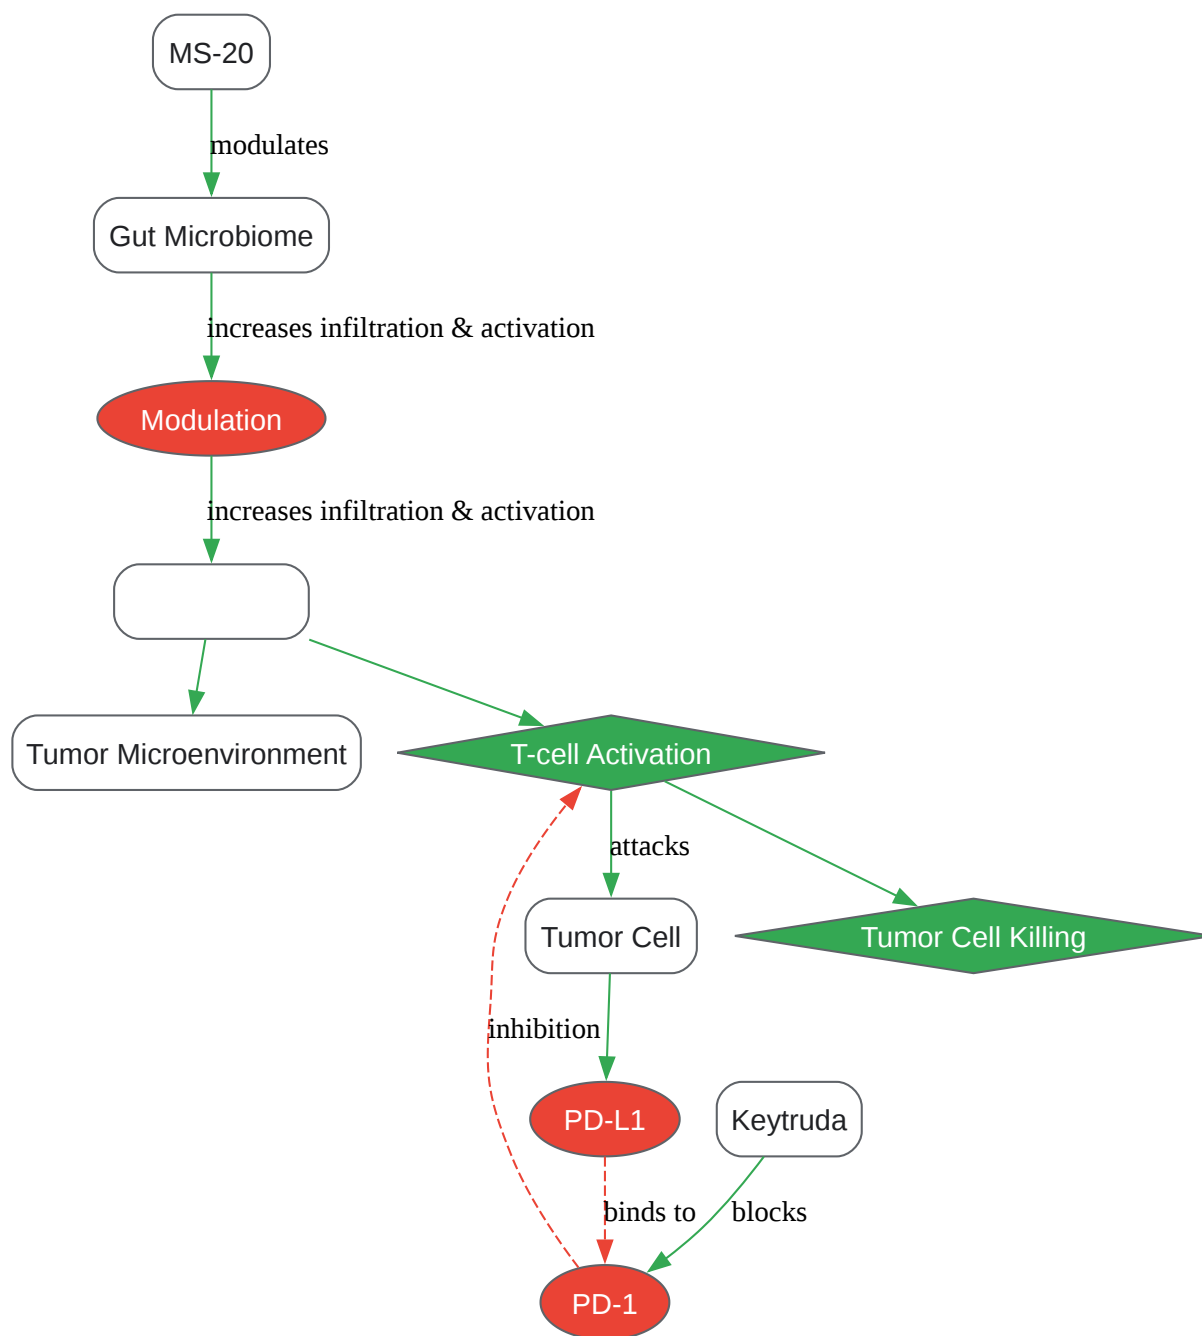 MS-20
modulates
Gut Microbiome
increases infiltration & activation
Modulation
increases infiltration & activation
Tumor Microenvironment
T-cell Activation
attacks
Tumor Cell
Tumor Cell Killing
inhibition
PD-L1
Keytruda
binds to
blocks
PD-1